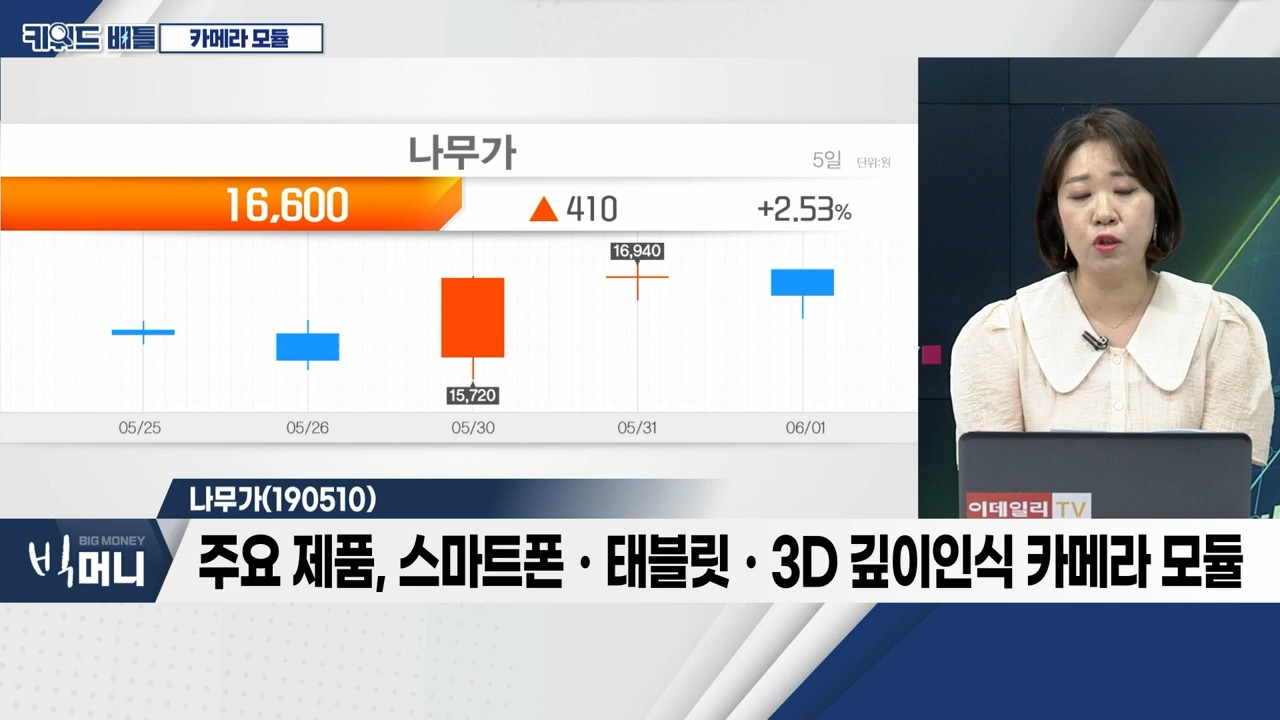 키워드 배틀
카메라 모듈
나무가
5일 단위:원
16,600 ▲ 410 +2.53%
16,940
15,720
05/25 05/26 05/30 05/31 06/01
나무가(190510)
이데일리 TV
BIG MONEY
빅머니
주요 제품, 스마트폰·태블릿·3D 깊이인식 카메라 모듈